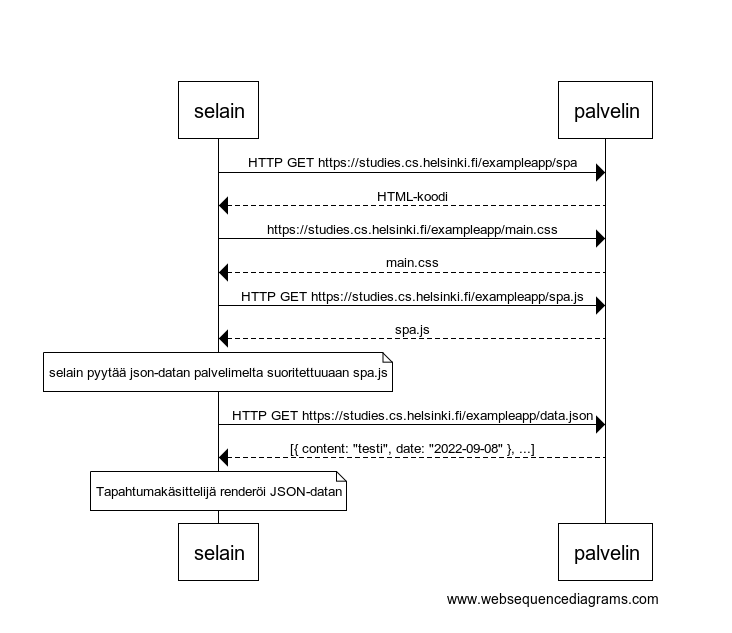 selain
palvelin
HTTP GET https://studies.cs.helsinki.fi/exampleapp/spa
HTML-koodi
https://studies.cs.helsinki.fi/exampleapp/main.css
main.css
HTTP GET https://studies.cs.helsinki.fi/exampleapp/spa.js
spa.js
selain pyytää json-datan palvelimelta suoritettuuaan spa.js
HTTP GET https://studies.cs.helsinki.fi/exampleapp/data.json
[{ content: "testi", date: "2022-09-08" }, ...]
Tapahtumakäsittelijä renderöi JSON-datan
selain
palvelin
www.websequencediagrams.com